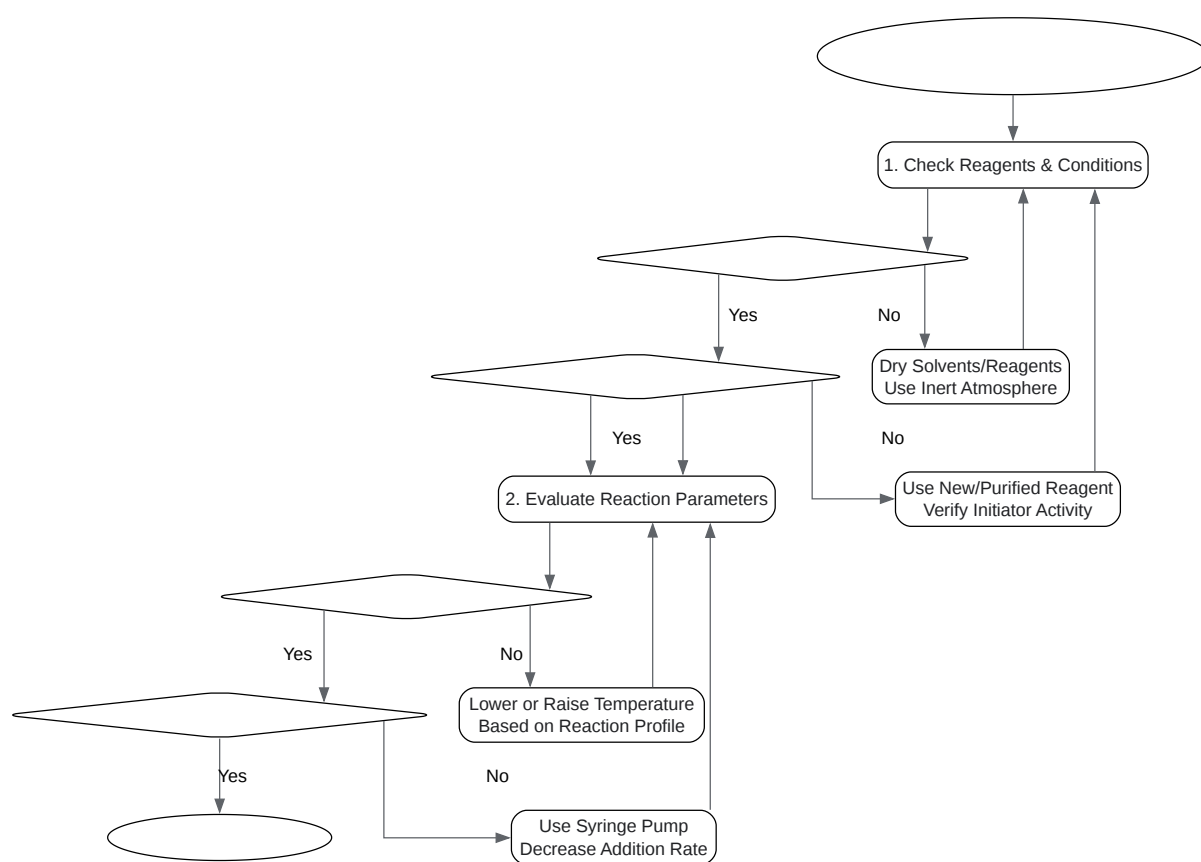 1. Check Reagents & Conditions
Yes
No
Dry Solvents/Reagents
Use Inert Atmosphere
Yes
No
2. Evaluate Reaction Parameters
Use New/Purified Reagent
Verify Initiator Activity
Yes
No
Lower or Raise Temperature
Based on Reaction Profile
Yes
No
Use Syringe Pump
Decrease Addition Rate